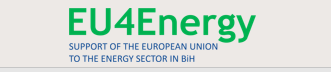 EU4Energy
SUPPORT OF THE EUROPEAN UNION
TO THE ENERGY SECTOR IN BiH